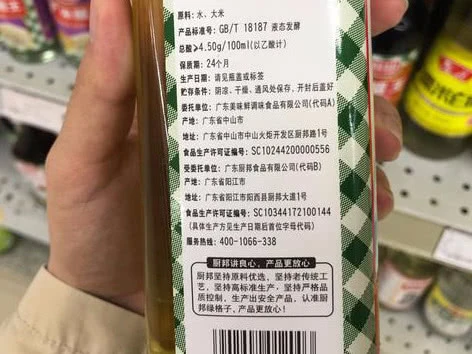 原料：水、大米
产品标准号：GB/T 18187 液态发酵
总酸≥4.50g/100ml(以乙酸计)
保质期：24个月
生产日期：请见瓶盖或标签
贮存条件：阴凉、干燥、通风处保存，开封后盖好
委托单位：广东美味鲜调味食品有限公司(代码A)
产地：广东省中山市
地址：广东省中山市中山火炬开发区厨邦路1号
食品生产许可证编号：SC10244200000556
受委托单位：广东厨邦食品有限公司(代码B)
产地：广东省阳江市
地址：广东省阳江市阳西县厨邦大道1号
食品生产许可证编号：SC10344172100144
(具体生产方见生产日期后首位字母代码)
服务热线：400-1066-338
厨邦讲良心，产品更放心
厨邦坚持原料优选，坚持老传统工
艺，坚持高标准生产，坚持严格品
质控制，生产出安全产品，认准厨
邦绿格子，产品更放心！